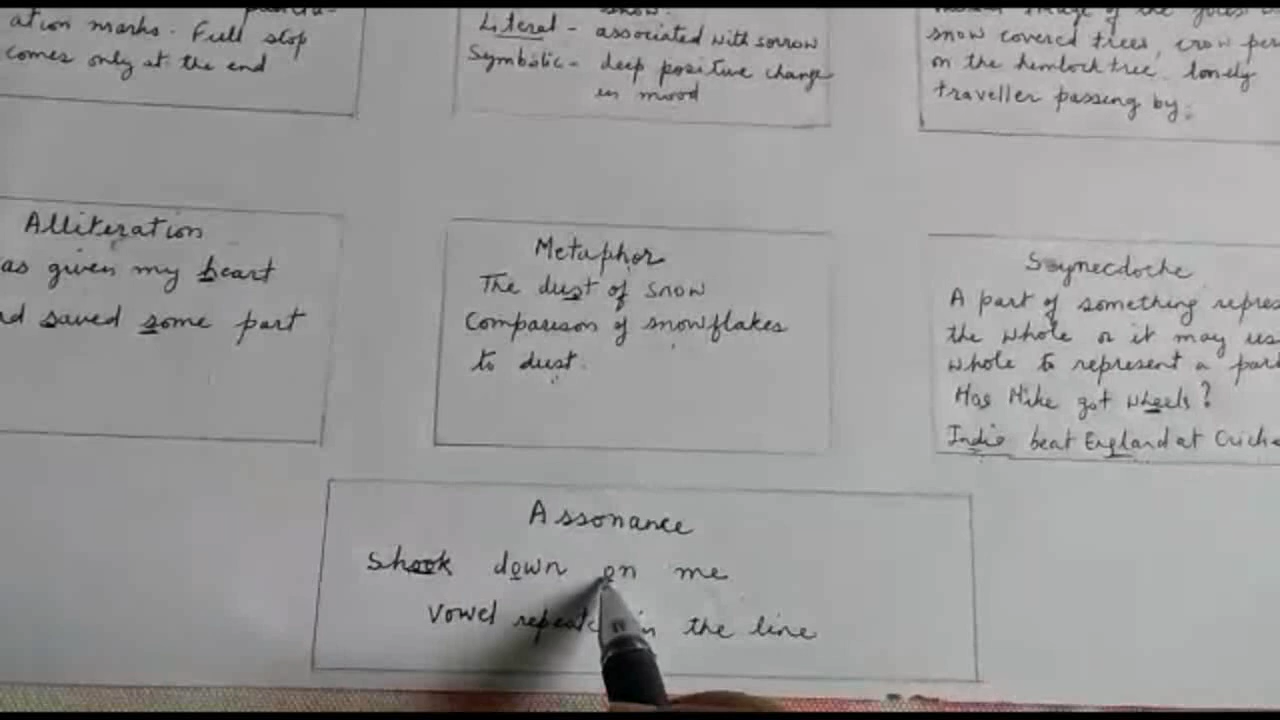 ation marks. Full stop
comes only at the end
snow.
Literal - associated with sorrow
Symbolic - deep positive change
in mood
image of the
snow covered trees, crow
on the hemlock tree lonely
traveller passing by.
Alliteration
as given my heart
saved some part
Metaphor
The dust of snow
Comparison of snowflakes
to dust.
Synecdoche
A part of something
the whole or it may
whole to represent a
Has Mike got wheels?
India beat England at
Assonance
Shook down on me
Vowel in the line